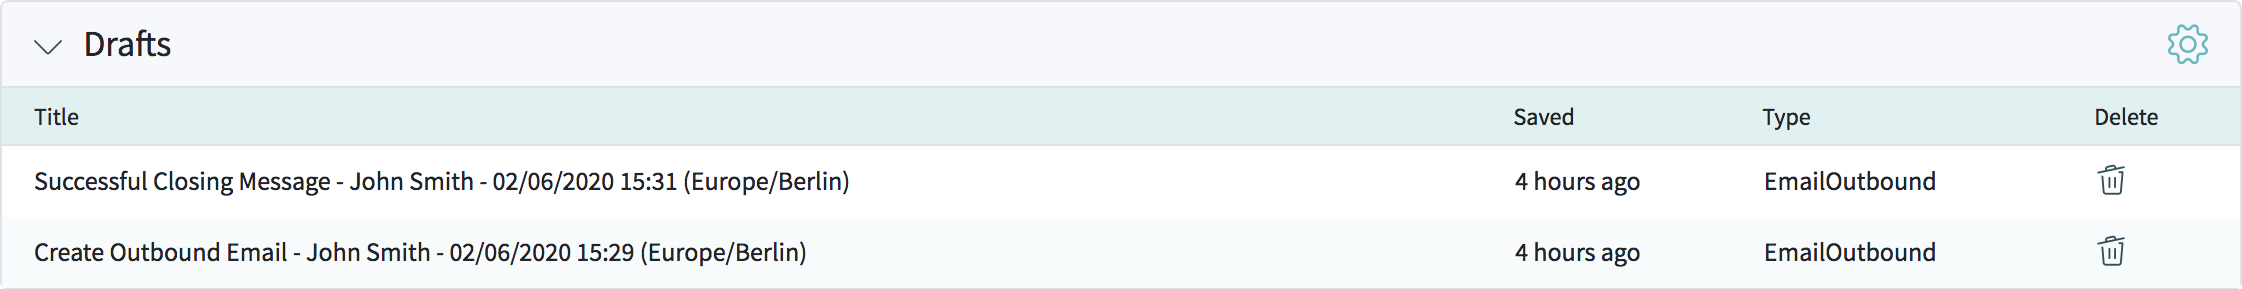 Drafts
Title Saved Type Delete
Successful Closing Message - John Smith - 02/06/2020 15:31 (Europe/Berlin) 4 hours ago EmailOutbound
Create Outbound Email - John Smith - 02/06/2020 15:29 (Europe/Berlin) 4 hours ago EmailOutbound